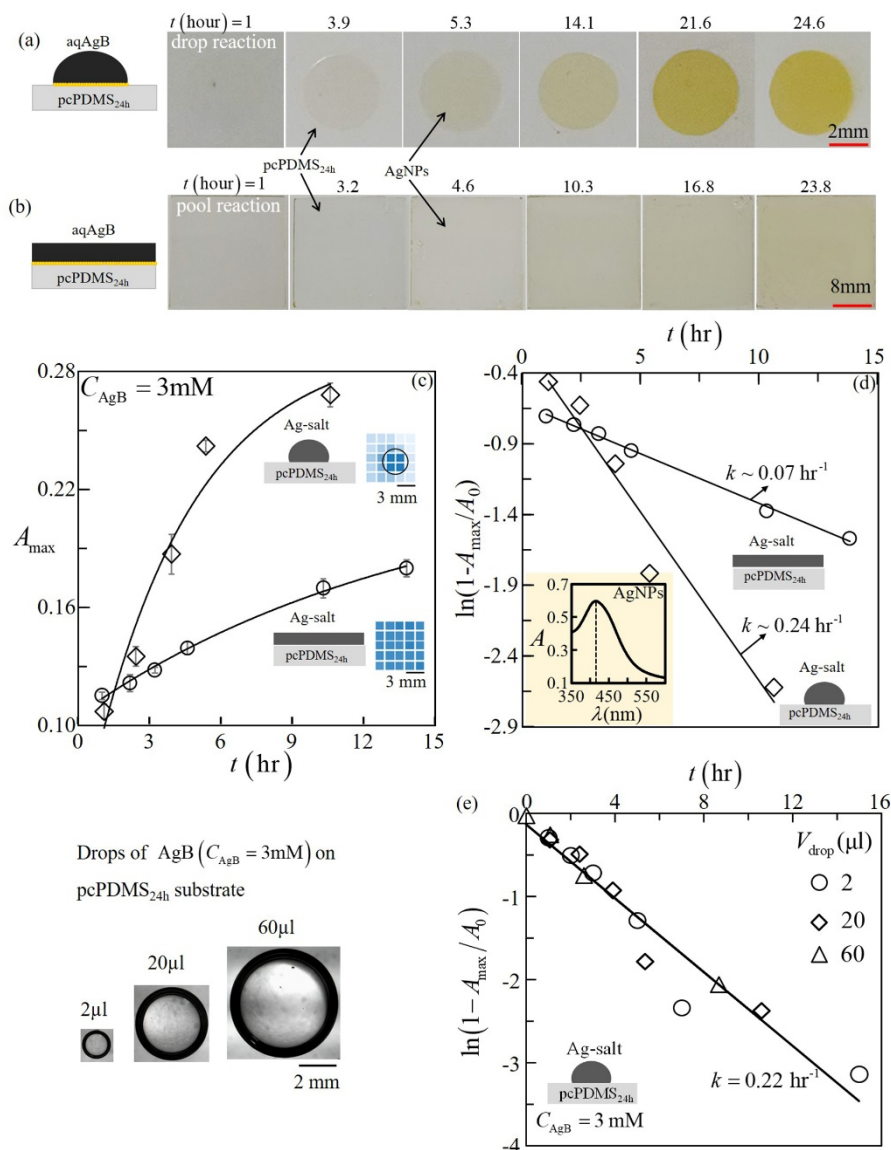 t (hour) = 1 3.9 5.3 14.1 21.6 24.6
(a)
aqAgB
pcPDMS24h
drop reaction
2mm
pcPDMS24h
AgNPs
t (hour) = 1 3.2 4.6 10.3 16.8 23.8
(b)
pool reaction
aqAgB
pcPDMS24h
8mm
(c)
CAgB = 3mM
0.28
0.22
0.16
0.10
Amax
Ag-salt
pcPDMS24h
3 mm
Ag-salt
pcPDMS24h
3 mm
0 3 6 9 12 15
t (hr)
t (hr)
0 5 10 15
(d)
-0.4
-0.9
-1.4
-1.9
-2.4
-2.9
ln(1-Amax/A0)
k ~ 0.07 hr-1
Ag-salt
pcPDMS24h
k ~ 0.24 hr-1
Ag-salt
pcPDMS24h
AgNPs
0.7
0.5
0.3
0.1
A
350 450 550
λ(nm)
Drops of AgB (CAgB = 3mM) on
pcPDMS24h substrate
2µl
20µl
60µl
2 mm
(e)
t (hr)
0 4 8 12 16
0
-1
-2
-3
-4
ln(1-Amax/A0)
Vdrop (µl)
2
20
60
Ag-salt
pcPDMS24h
CAgB = 3 mM
k = 0.22 hr-1